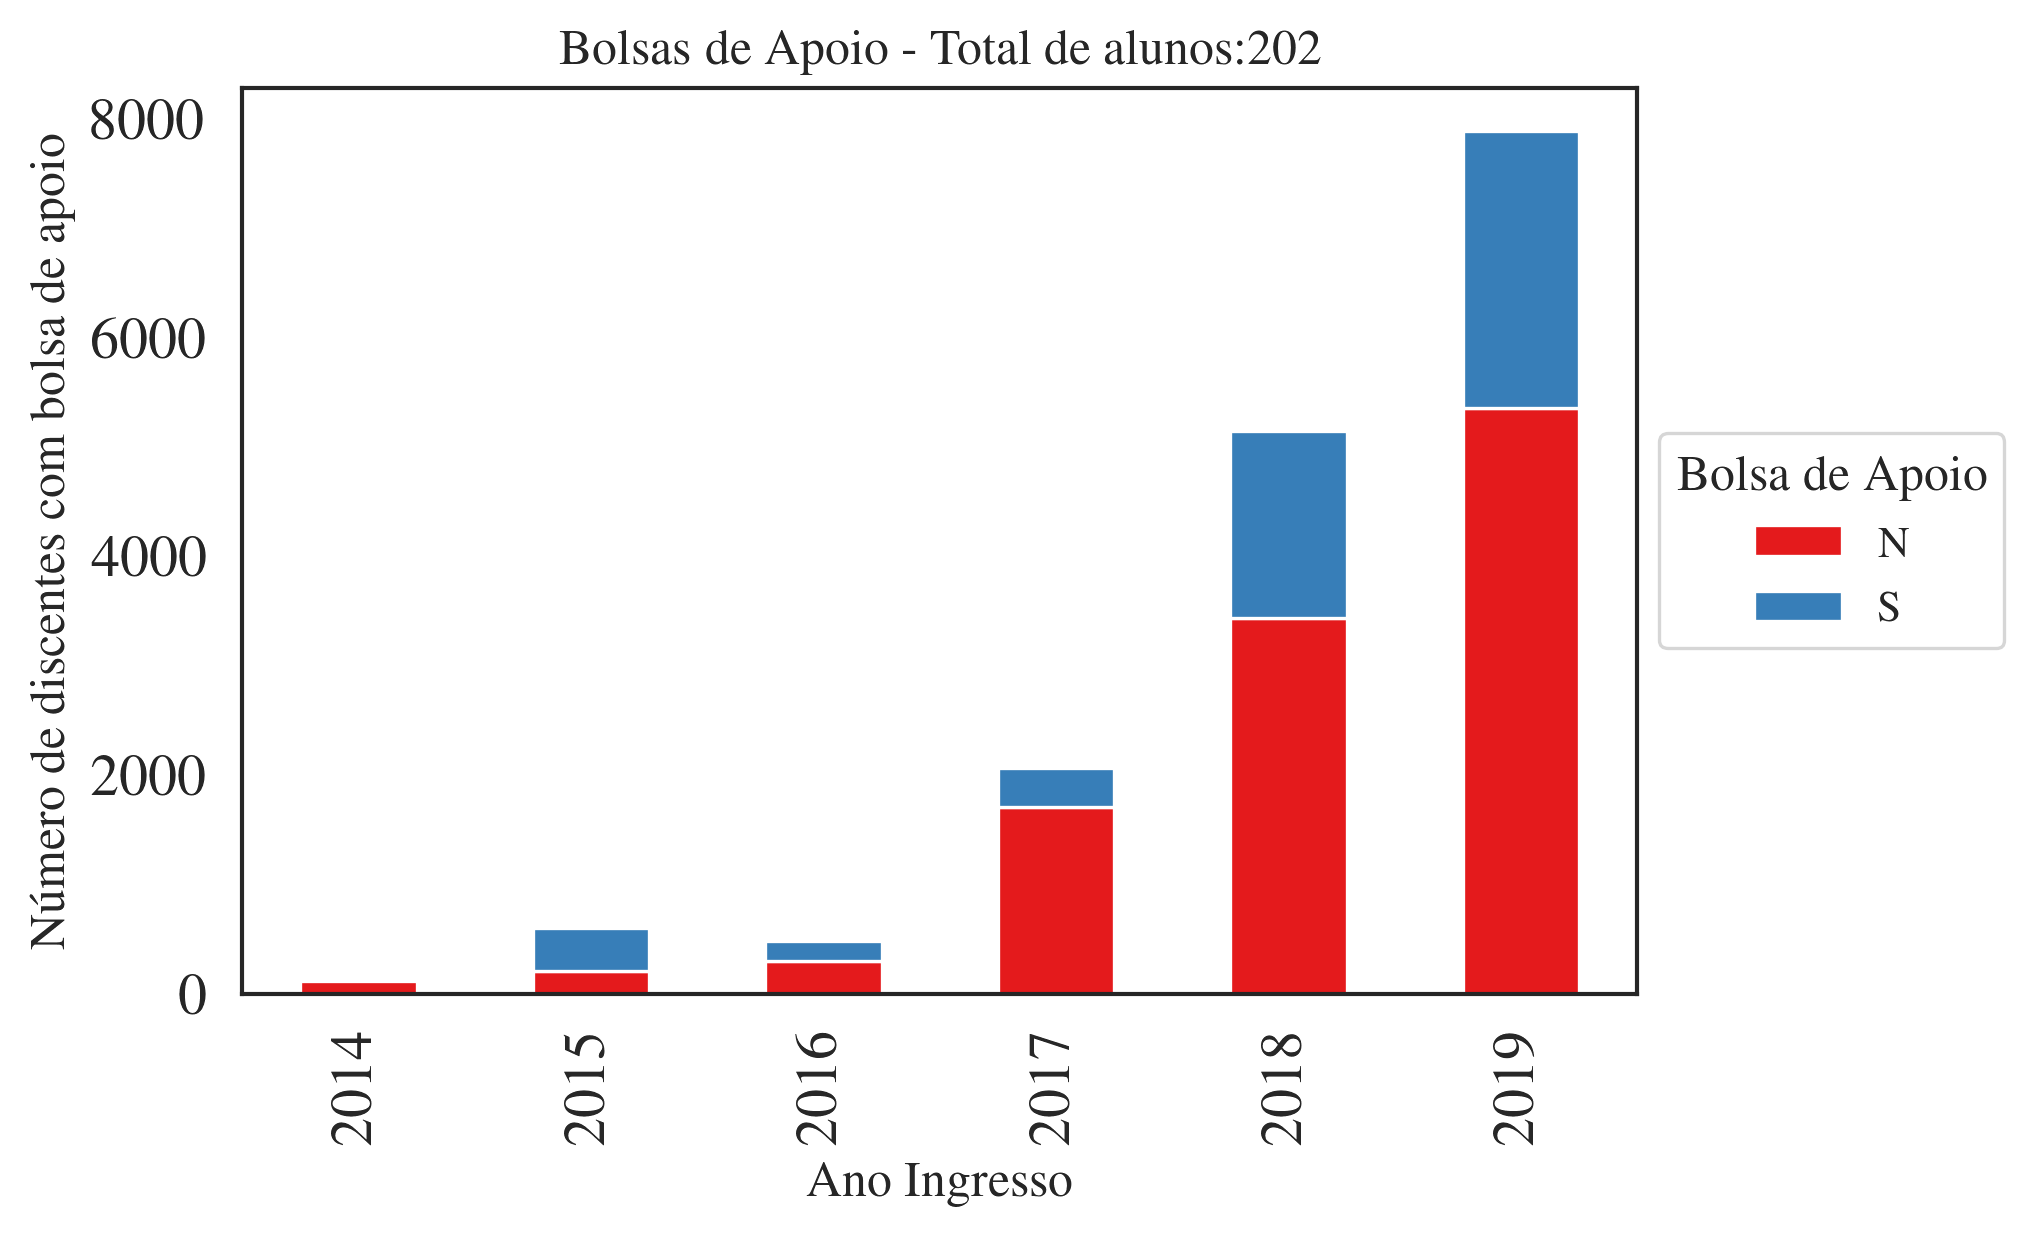 Bolsas de Apoio - Total de alunos:202
Número de discentes com bolsa de apoio
8000
6000
4000
2000
0
2014
2015
2016
2017
2018
2019
Ano Ingresso
Bolsa de Apoio
N
S